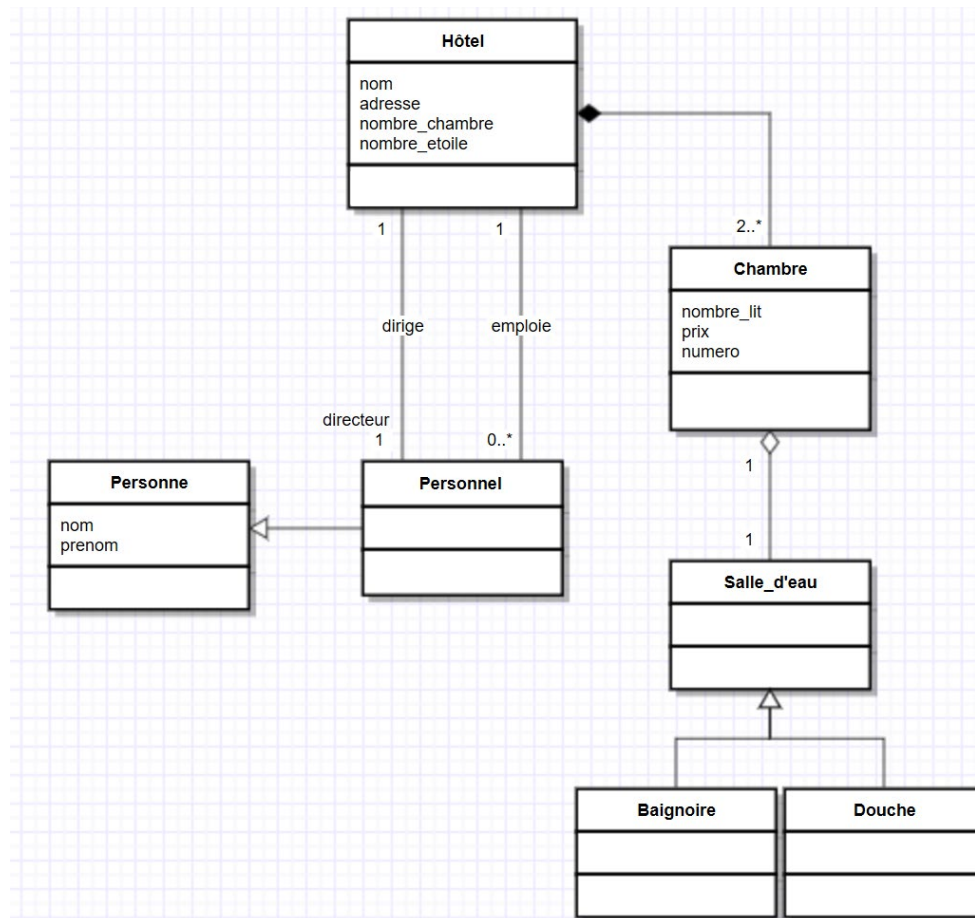 Hôtel
nom
adresse
nombre_chambre
nombre_etoile
1
1
2..*
Chambre
nombre_lit
prix
numero
dirige
emploie
directeur
1
0..*
1
Personne
nom
prenom
Personnel
1
Salle_d'eau
Baignoire
Douche